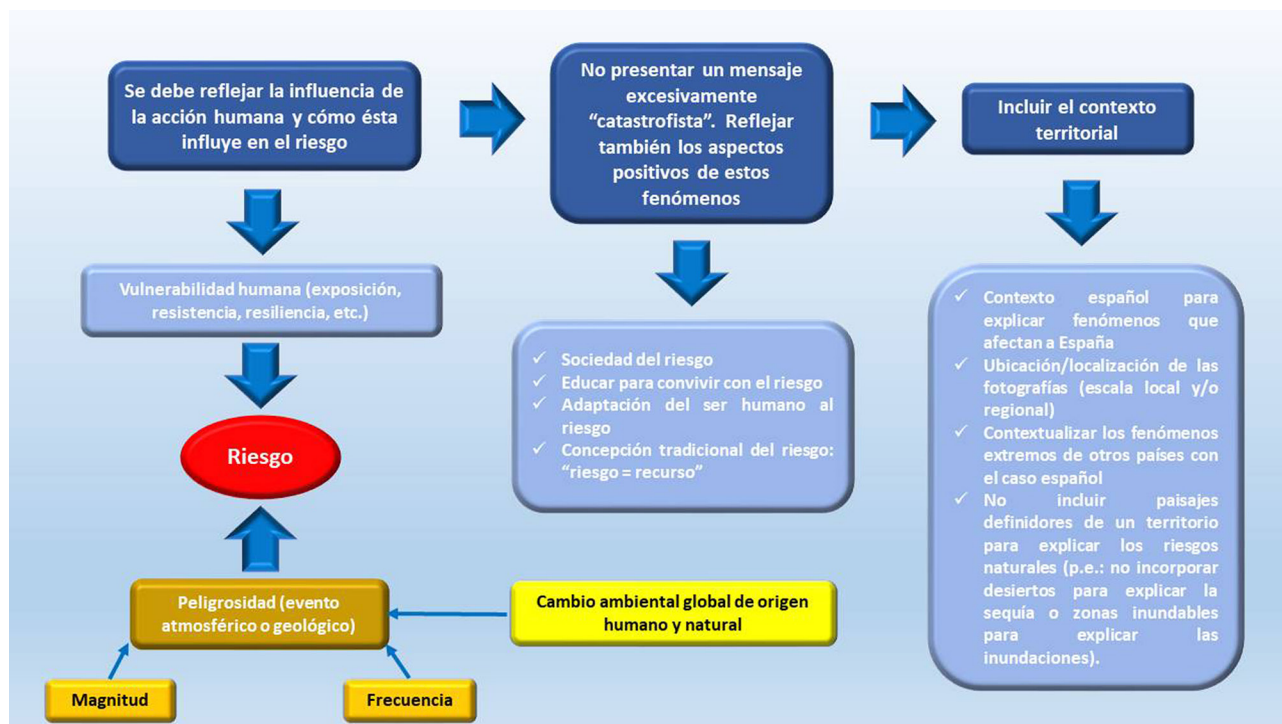 Se debe reflejar la influencia de
la acción humana y cómo ésta
influye en el riesgo
No presentar un mensaje
excesivamente
“catastrofista”. Reflejar
también los aspectos
positivos de estos
fenómenos
Incluir el contexto
territorial
Vulnerabilidad humana (exposición,
resistencia, resiliencia, etc.)
Riesgo
Peligrosidad (evento
atmosférico o geológico)
Magnitud
Frecuencia
Cambio ambiental global de origen
humano y natural
✓ Sociedad del riesgo
✓ Educar para convivir con el riesgo
✓ Adaptación del ser humano al
riesgo
✓ Concepción tradicional del riesgo:
“riesgo = recurso”
✓ Contexto español para
explicar fenómenos que
afectan a España
✓ Ubicación/localización de las
fotografías (escala local y/o
regional)
✓ Contextualizar los fenómenos
extremos de otros países con
el caso español
✓ No incluir paisajes
definidores de un territorio
para explicar los riesgos
naturales (p.e.: no incorporar
desiertos para explicar la
sequía o zonas inundables
para explicar las
inundaciones).